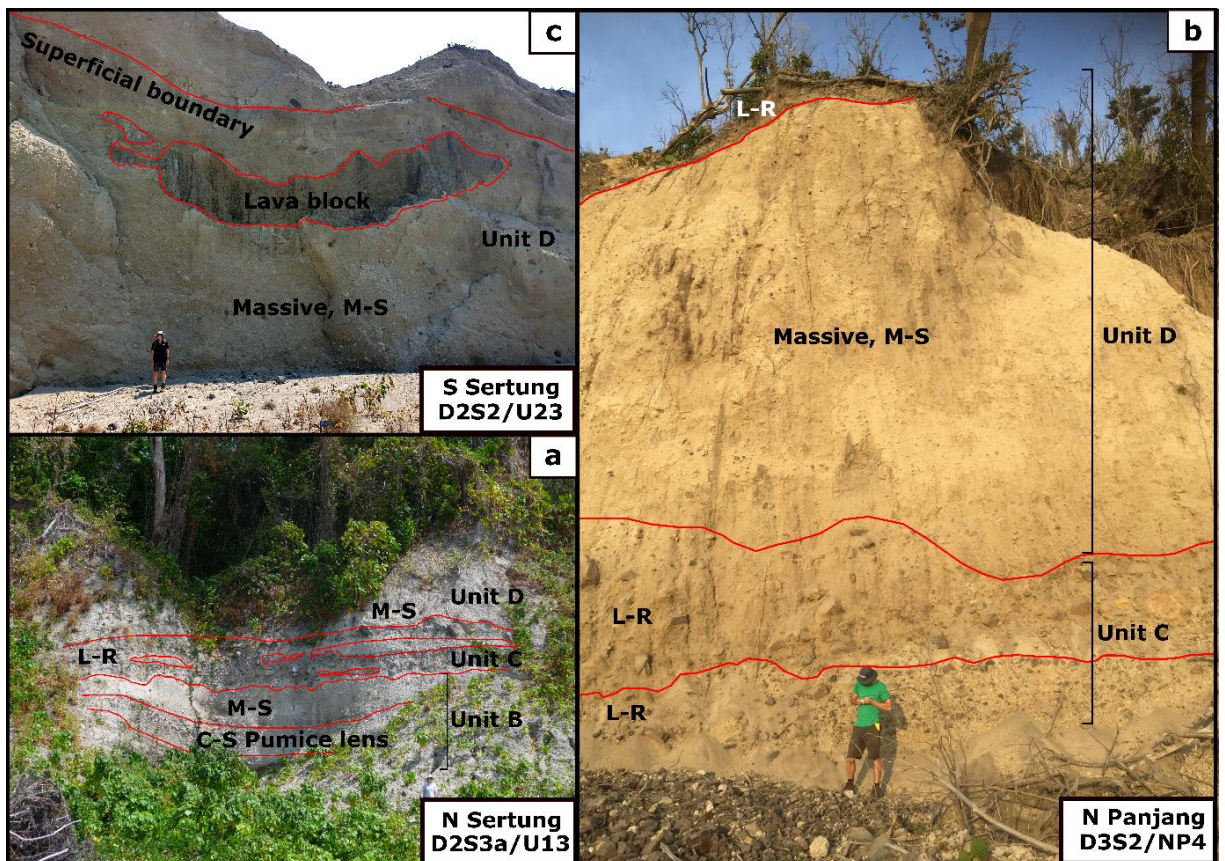 c
Superficial boundary
Lava block
Unit D
Massive, M-S
S Sertung
D2S2/U23
a
Unit D
M-S
L-R
Unit C
M-S
Unit B
C-S Pumice lens
N Sertung
D2S3a/U13
b
L-R
Massive, M-S
Unit D
L-R
Unit C
L-R
N Panjang
D3S2/NP4